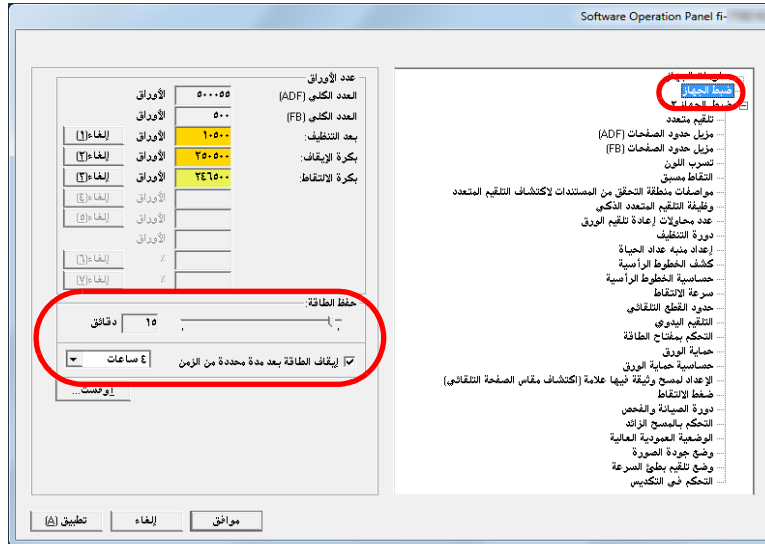 Software Operation Panel fi-
ضبط الجهاز
ضبط الجهاز ٢
تلقيم متعدد
مزيل حدود الصفحات (ADF)
مزيل حدود الصفحات (FB)
تسرب اللون
التقاط مسبق
مواصفات منطقة التحقق من المستندات لاكتشاف التلقيم المتعدد
وظيفة التلقيم المتعدد الذكي
عدد محاولات إعادة تلقيم الورق
دورة التنظيف
إعداد منبه عداد الحياة
كشف الخطوط الرأسية
حساسية الخطوط الرأسية
سرعة الالتقاط
حدود القطع التلقائي
التلقيم اليدوي
التحكم بمفتاح الطاقة
حماية الورق
حساسية حماية الورق
الإعداد لمسح وثيقة فيها علامة (اكتشاف مقاس الصفحة التلقائي)
ضغط الالتقاط
دورة الصيانة والفحص
التحكم بالمسح الزائد
الوضعية العمودية العالية
وضع جودة الصورة
وضع تلقيم بطئ السرعة
التحكم في التكديس
عدد الأوراق
العدد الكلي (ADF) ٥٠٠٠٥٥ الأوراق
العدد الكلي (FB) ٥٠٠ الأوراق
بعد التنظيف: ١٠٥٠٠ الأوراق إلغاء(١)
بكرة الإيقاف: ٢٥٠٥٠٠ الأوراق إلغاء(٢)
بكرة الالتقاط: ٢٤٦٥٠٠ الأوراق إلغاء(٣)
الأوراق إلغاء(٤)
الأوراق إلغاء(٥)
الأوراق
٪ إلغاء(٦)
٪ إلغاء(٧)
حفظ الطاقة:
١٥ دقائق
إيقاف الطاقة بعد مدة محددة من الزمن ٤ ساعات
أوفست...
موافق إلغاء تطبيق (A)